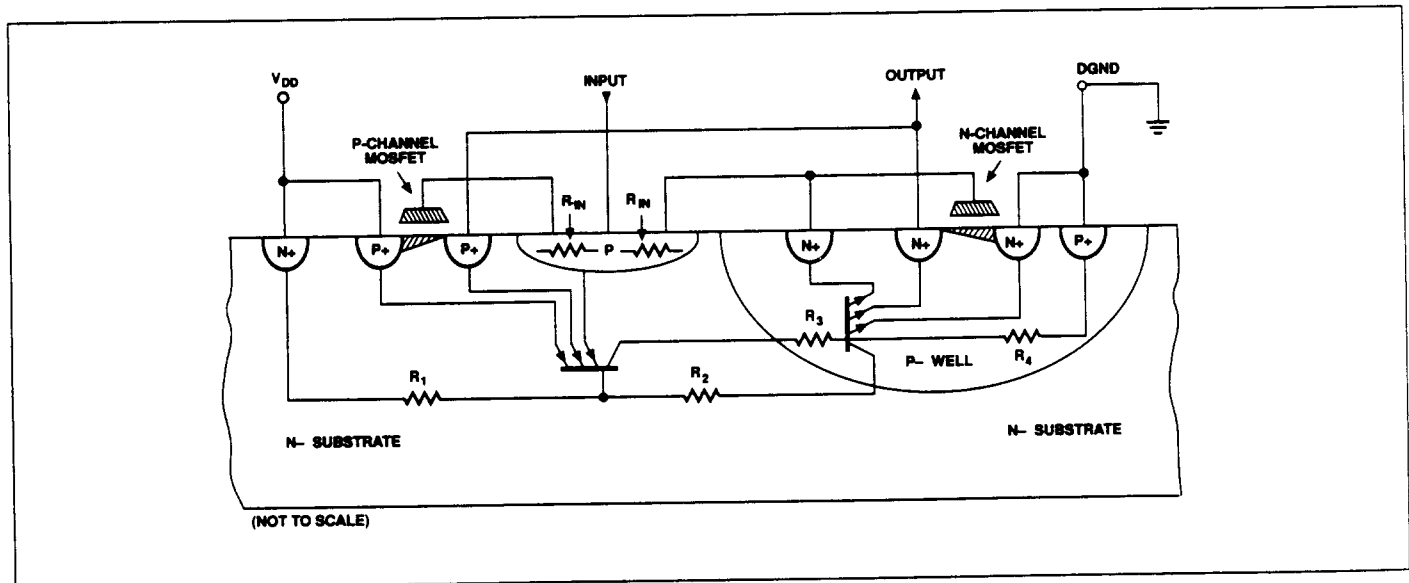 V_DD
INPUT
OUTPUT
DGND
P-CHANNEL
MOSFET
N-CHANNEL
MOSFET
R_IN
R_IN
N+
P+
P+
P
N+
N+
N+
P+
R_3
R_4
P– WELL
R_1
R_2
N– SUBSTRATE
N– SUBSTRATE
(NOT TO SCALE)